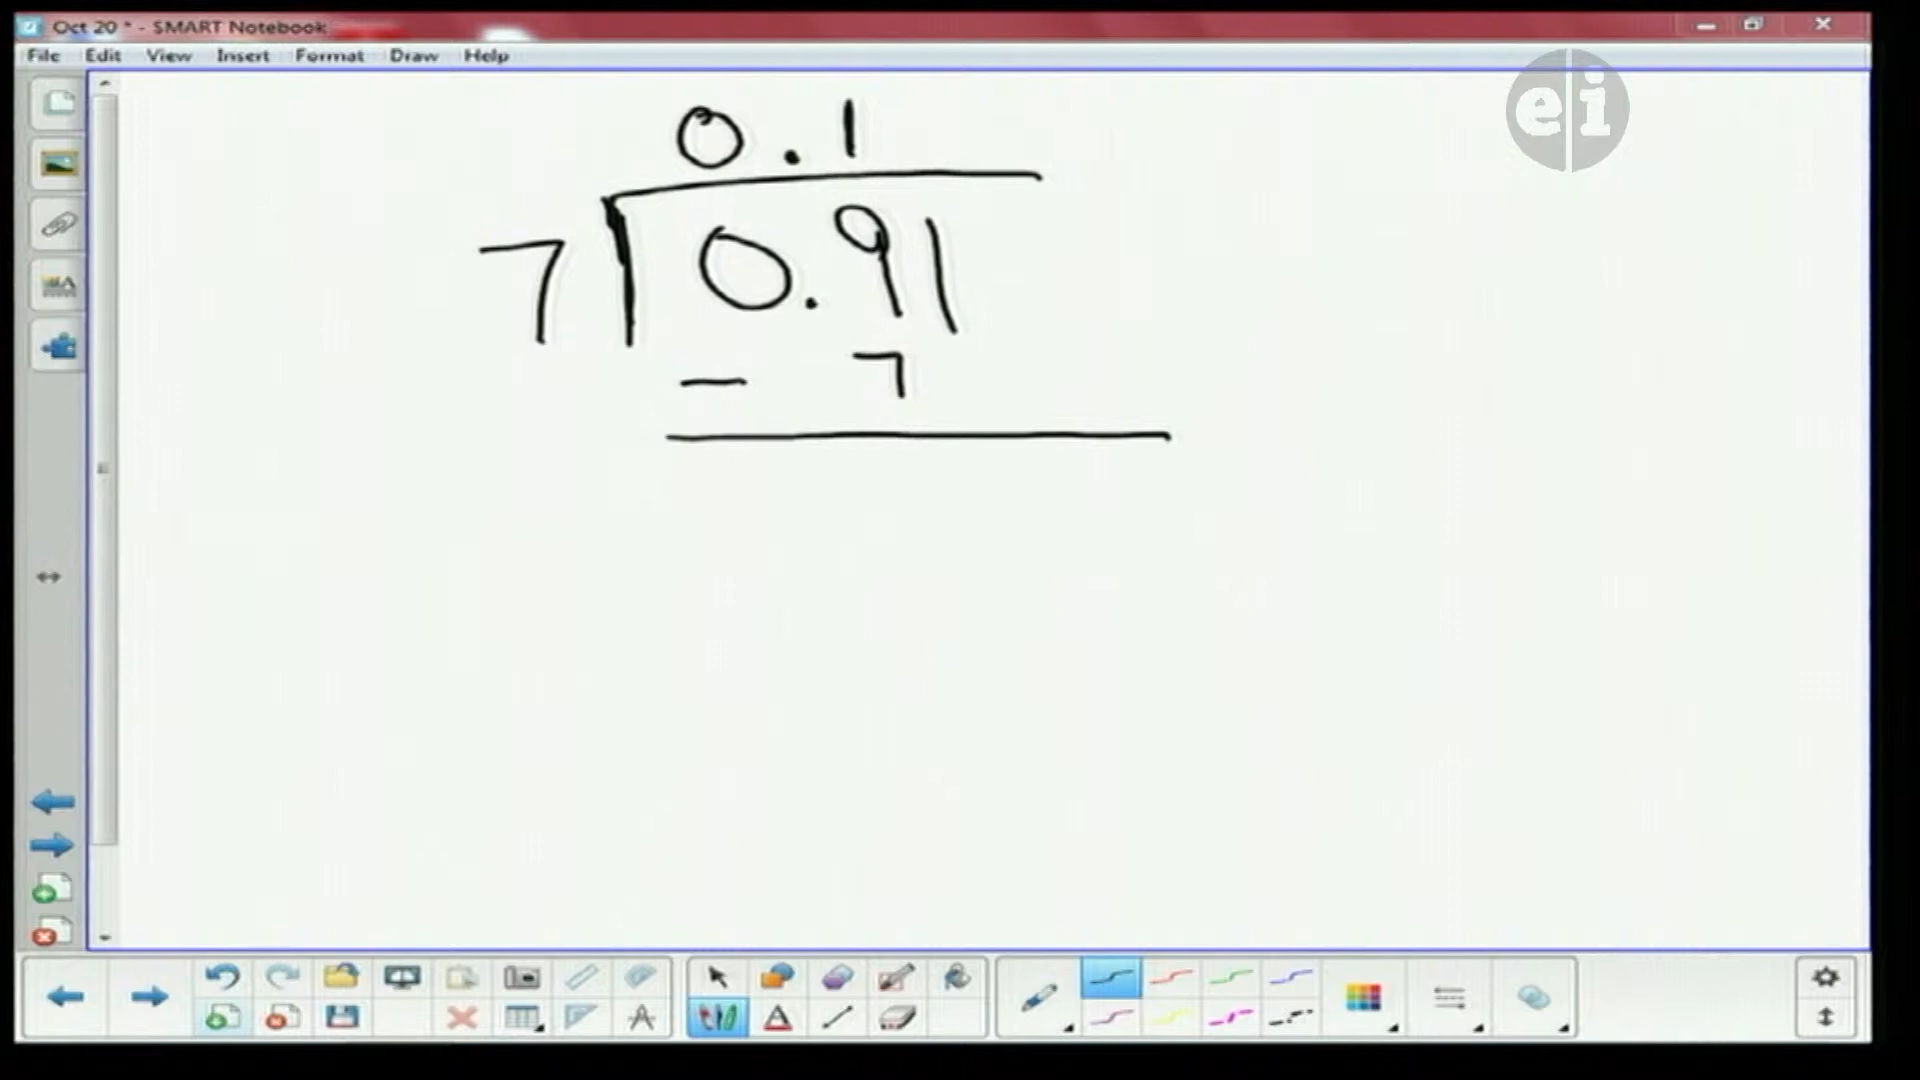 Oct 20 * - SMART Notebook
File Edit View Insert Format Draw Help
ei
0.1
7 0.91
- 7